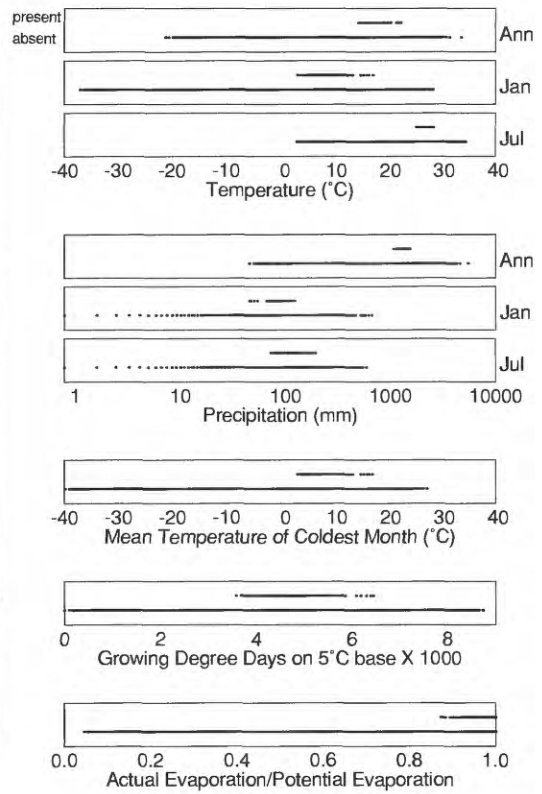 present
absent
Ann
Jan
Jul
-40 -30 -20 -10 0 10 20 30 40
Temperature (°C)
Ann
Jan
Jul
1 10 100 1000 10000
Precipitation (mm)
-40 -30 -20 -10 0 10 20 30 40
Mean Temperature of Coldest Month (°C)
0 2 4 6 8
Growing Degree Days on 5°C base X 1000
0.0 0.2 0.4 0.6 0.8 1.0
Actual Evaporation/Potential Evaporation